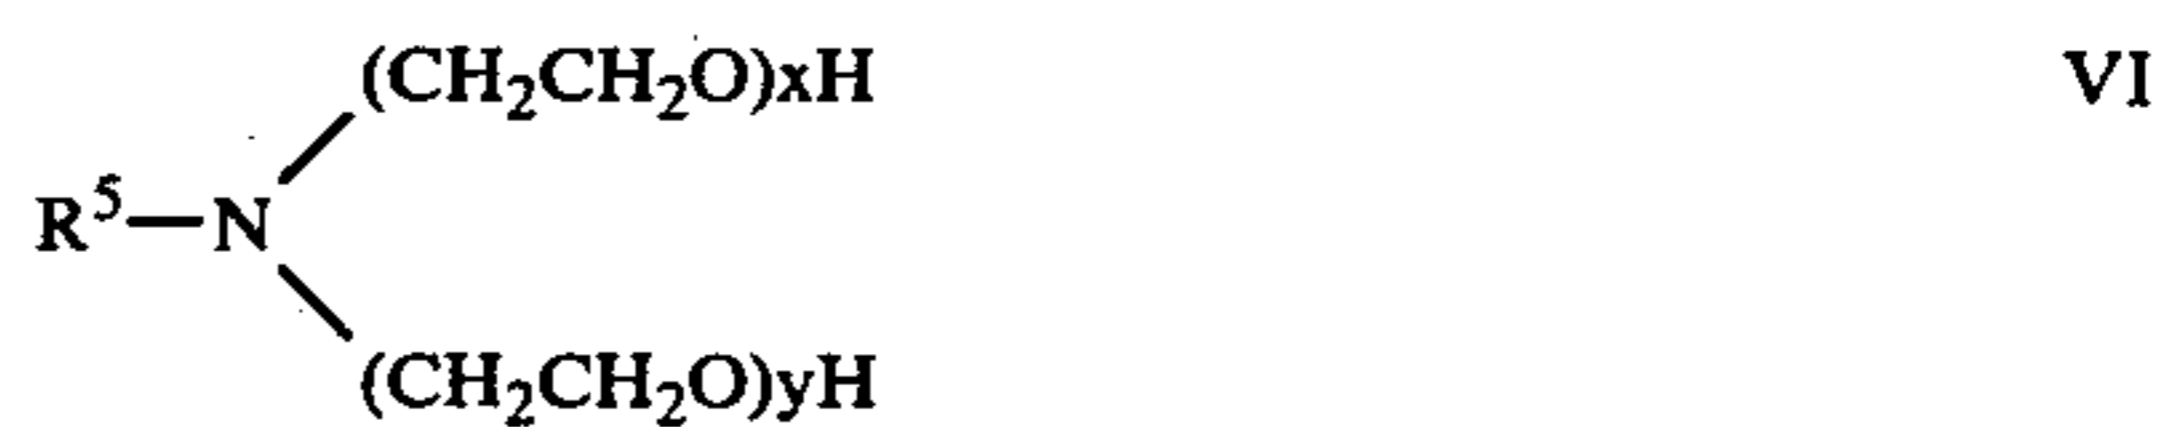 (CH₂CH₂O)xH VI
R⁵—N
(CH₂CH₂O)yH